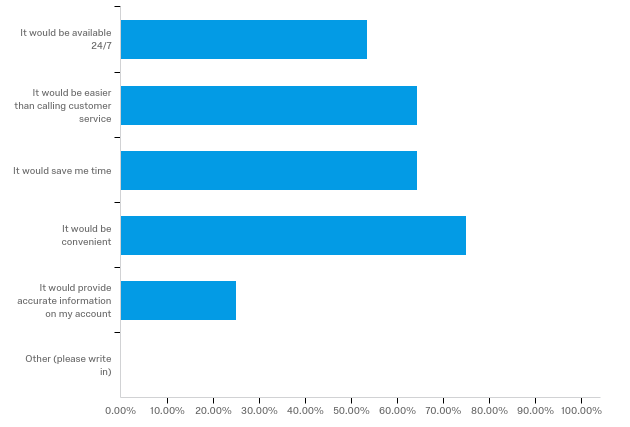 It would be available
24/7
It would be easier
than calling customer
service
It would save me time
It would be
convenient
It would provide
accurate information
on my account
Other (please write
in)
0.00% 10.00% 20.00% 30.00% 40.00% 50.00% 60.00% 70.00% 80.00% 90.00% 100.00%